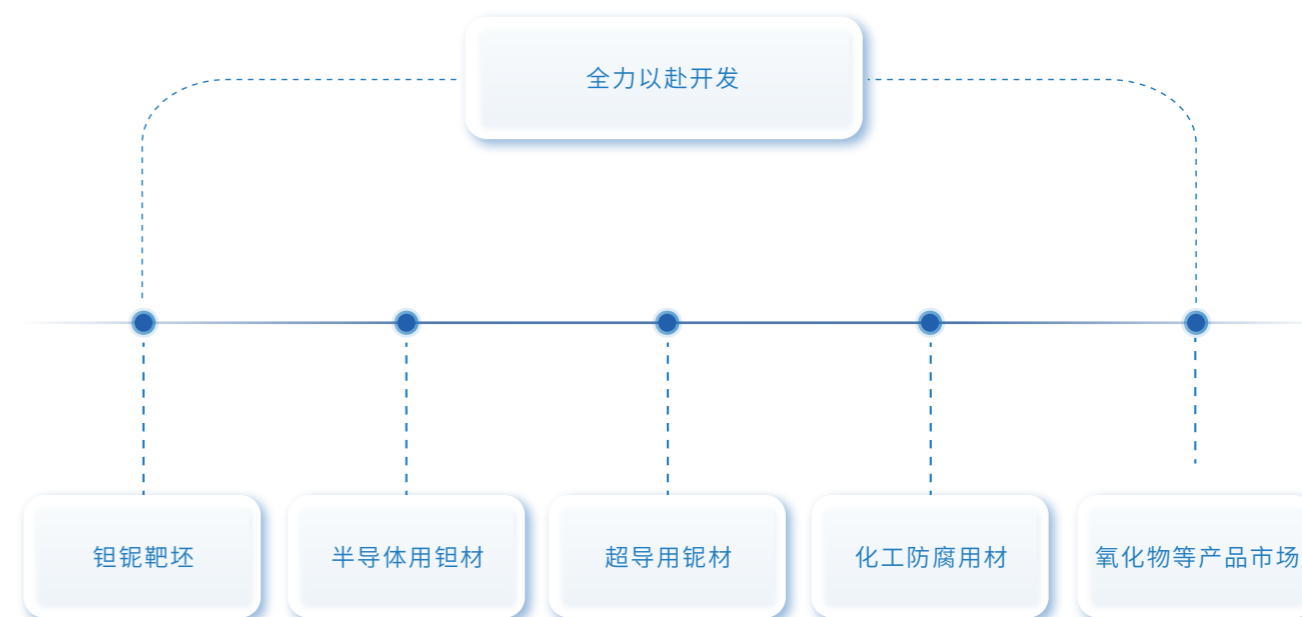 全力以赴开发
钽铌靶坯
半导体用钽材
超导用铌材
化工防腐用材
氧化物等产品市场